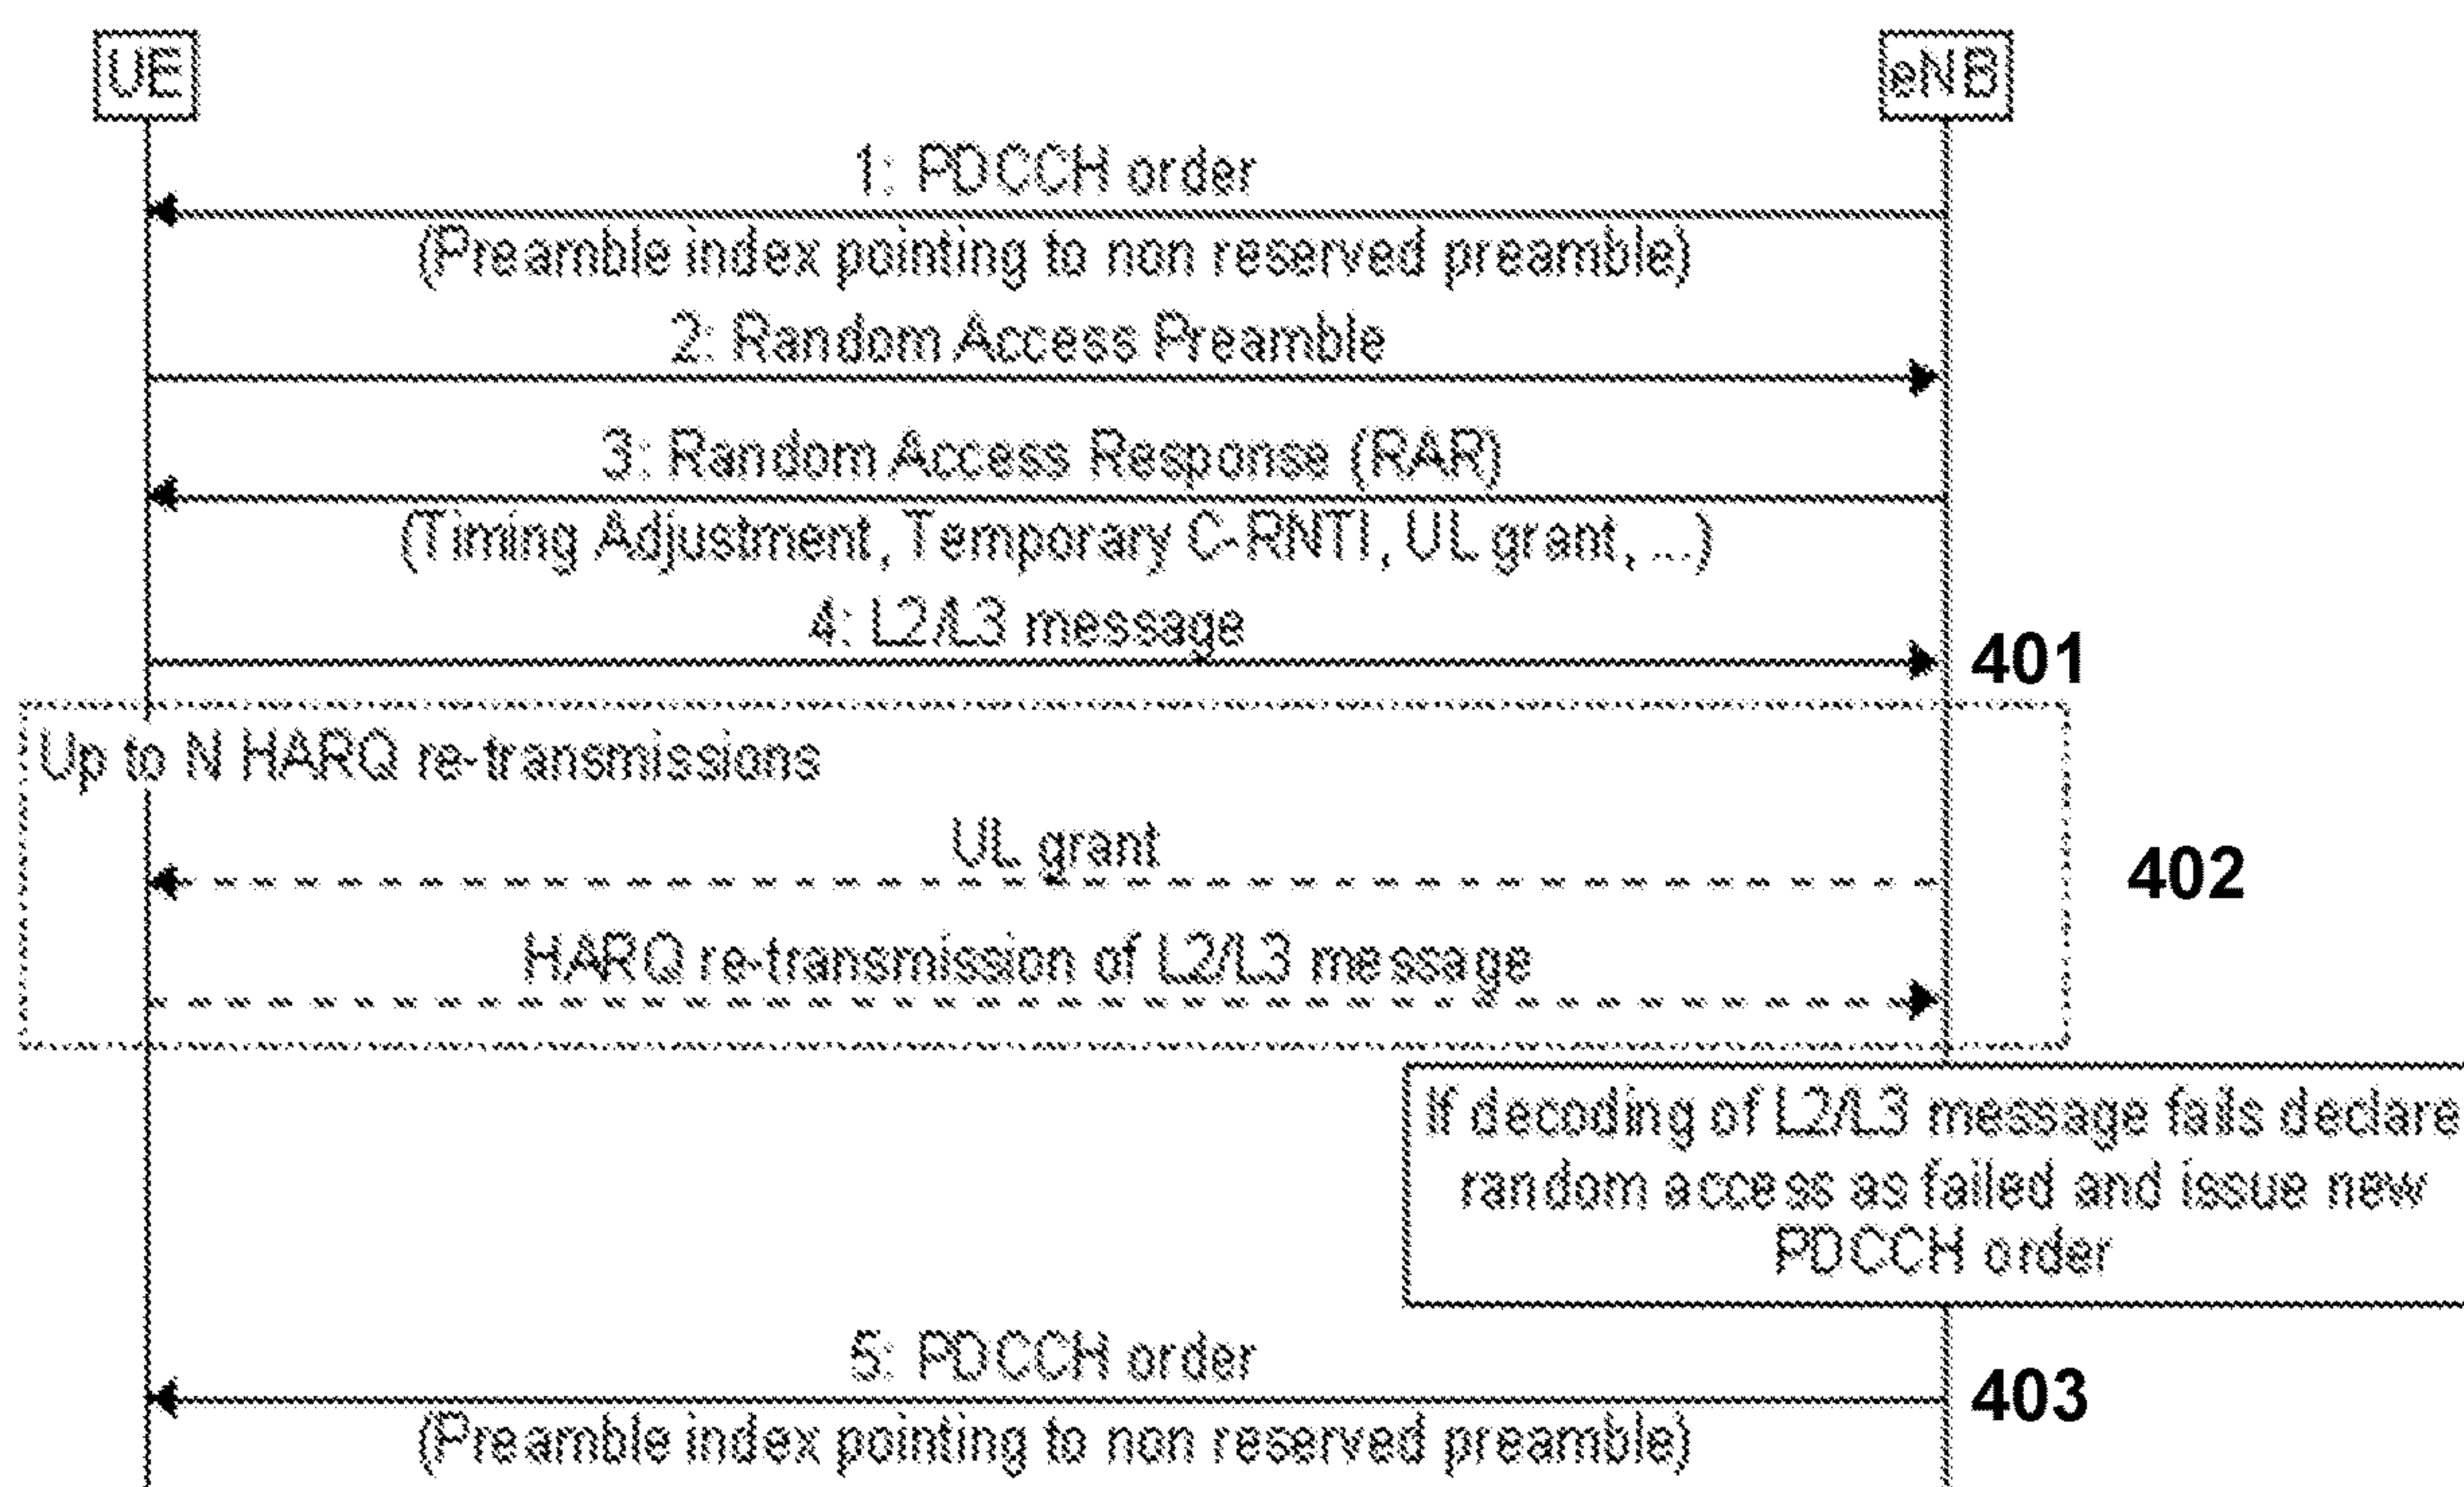 UE
eNB
1: PDCCH order
(Preamble index pointing to non reserved preamble)
2: Random Access Preamble
3: Random Access Response (RAR)
(Timing Adjustment, Temporary C-RNTI, UL grant, ...)
4: L2/L3 message
401
Up to N HARQ re-transmissions
UL grant
402
HARQ re-transmission of L2/L3 message
If decoding of L2/L3 message fails declare
random access as failed and issue new
PDCCH order
5: PDCCH order
403
(Preamble index pointing to non reserved preamble)